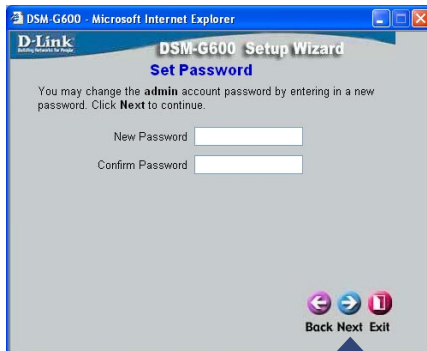 DSM-G600 - Microsoft Internet Explorer
D-Link
Building Networks for People
DSM-G600 Setup Wizard
Set Password
You may change the admin account password by entering in a new
password. Click Next to continue.
New Password
Confirm Password
Back Next Exit